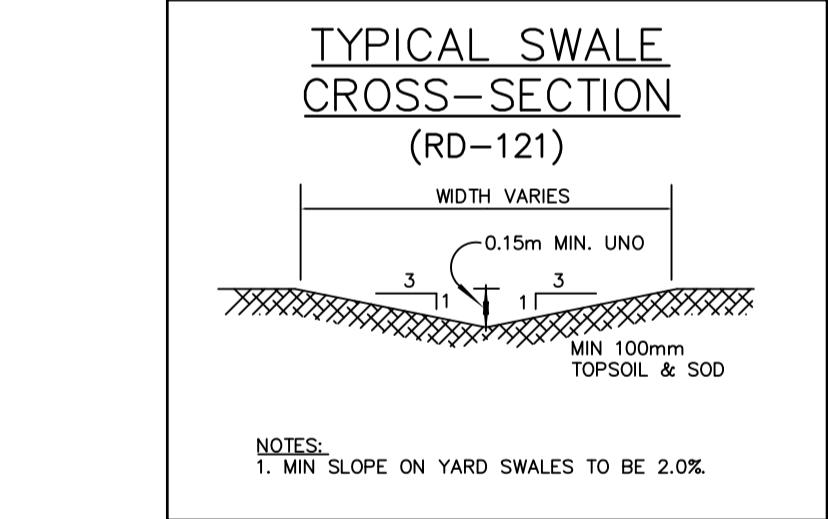 TYPICAL SWALE
CROSS-SECTION
(RD-121)
WIDTH VARIES
0.15m MIN. UNO
3
3
1
1
MIN 100mm
TOPSOIL & SOD
NOTES:
1. MIN SLOPE ON YARD SWALES TO BE 2.0%.